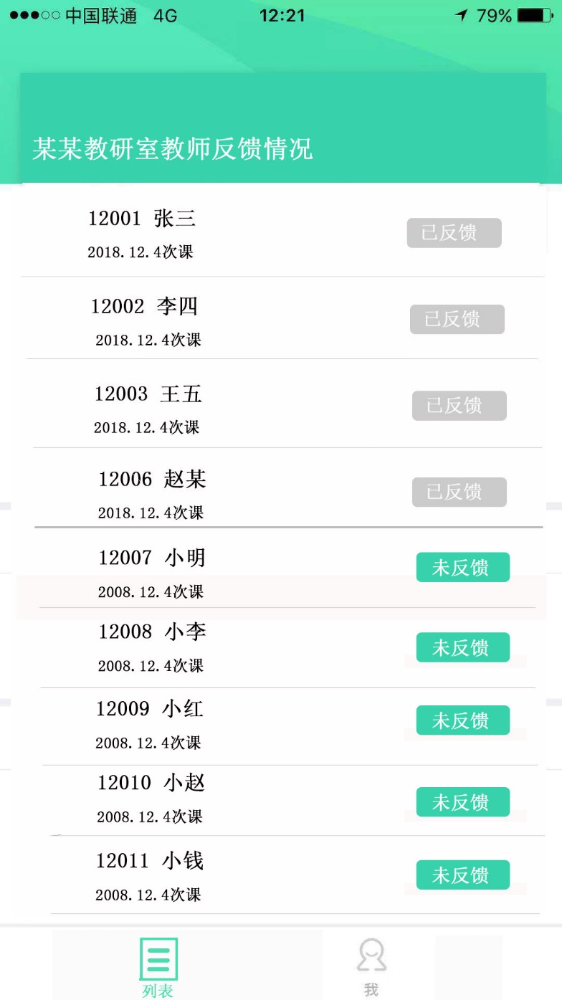 中国联通 4G 12:21 79%
某某教研室教师反馈情况
12001 张三
已反馈
2018.12.4次课
12002 李四
已反馈
2018.12.4次课
12003 王五
已反馈
2018.12.4次课
12006 赵某
已反馈
2018.12.4次课
12007 小明
未反馈
2008.12.4次课
12008 小李
未反馈
2008.12.4次课
12009 小红
未反馈
2008.12.4次课
12010 小赵
未反馈
2008.12.4次课
12011 小钱
未反馈
2008.12.4次课
列表 我